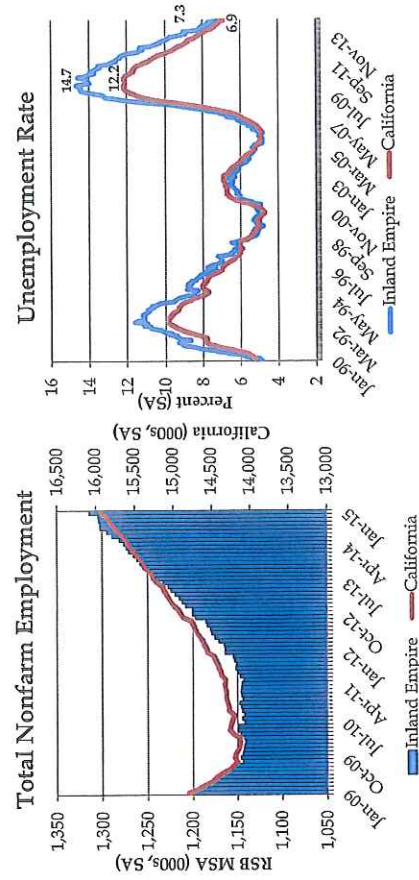 Total Nonfarm Employment
RSB MSA (000s, SA)
1,350
1,300
1,250
1,200
1,150
1,100
1,050
California (000s, SA)
16,500
16,000
15,500
15,000
14,500
14,000
13,500
13,000
Jan-09
Oct-09
Jul-10
Apr-11
Jan-12
Oct-12
Jul-13
Apr-14
Jan-15
Inland Empire California
Unemployment Rate
Percent (SA)
16
14
12
10
8
6
4
2
14.7
12.2
7.3
6.9
Jan-90
Mar-92
May-94
Jul-96
Sep-98
Nov-00
Jan-03
Mar-05
May-07
Jul-09
Sep-11
Nov-13
Inland Empire California